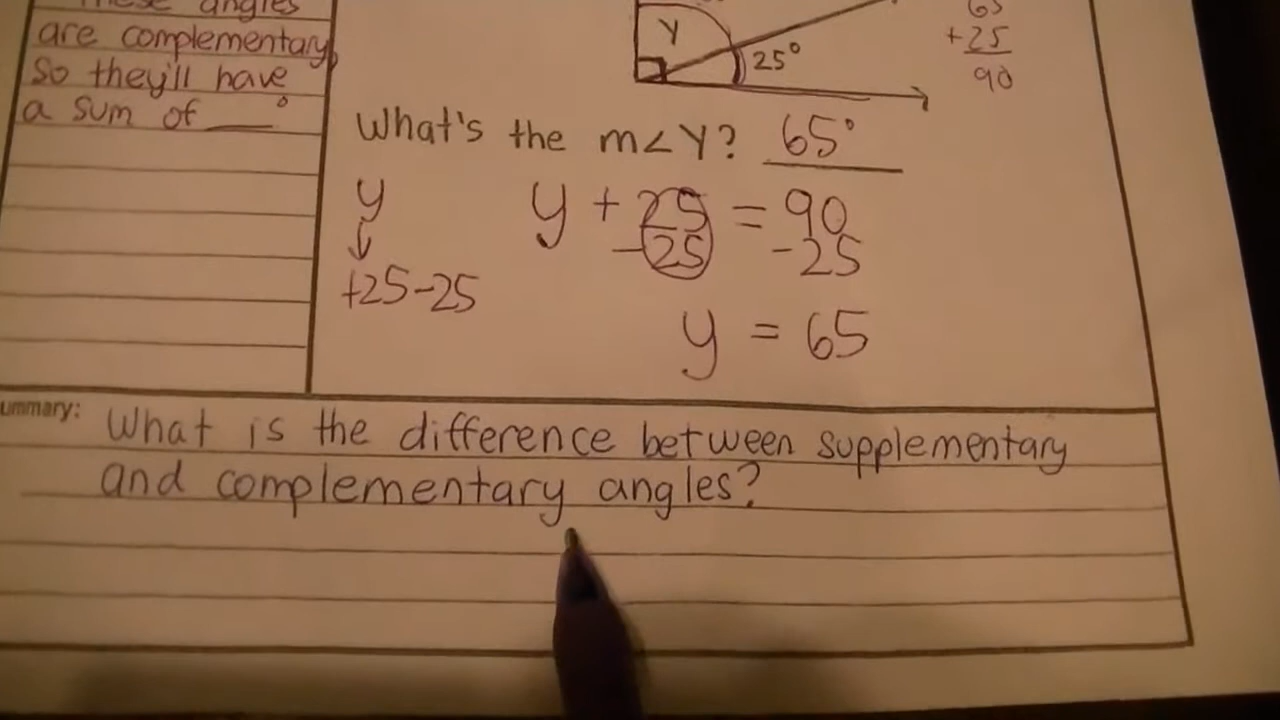 angles
are complementary
so they'll have
a sum of ___°
Y
25°
65
+25
90
What's the m∠Y? 65°
y
+25-25
y + 25 = 90
-25 -25
y = 65
ummary: What is the difference between supplementary
and complementary angles?